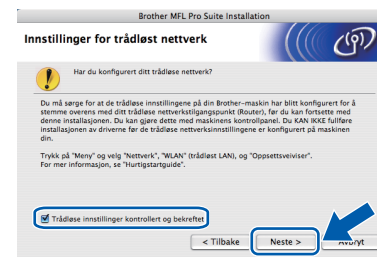 Brother MFL Pro Suite Installation
Innstillinger for trådløst nettverk
Har du konfigurert ditt trådløse nettverk?
Du må sørge for at de trådløse innstillingene på din Brother-maskin har blitt konfigurert for å
stemme overens med ditt trådløse nettverkstilgangspunkt (Router), før du kan fortsette med
denne installasjonen. Du kan gjøre dette med maskinens kontrollpanel. Du KAN IKKE fullføre
installasjonen av driverne før de trådløse nettverksinnstillingene er konfigurert på maskinen
din.
Trykk på "Meny" og velg "Nettverk", "WLAN" (trådløst LAN), og "Oppsettsveiviser".
For mer informasjon, se "Hurtigstartguide".
Trådløse innstillinger kontrollert og bekreftet
< Tilbake Neste > Avbryt